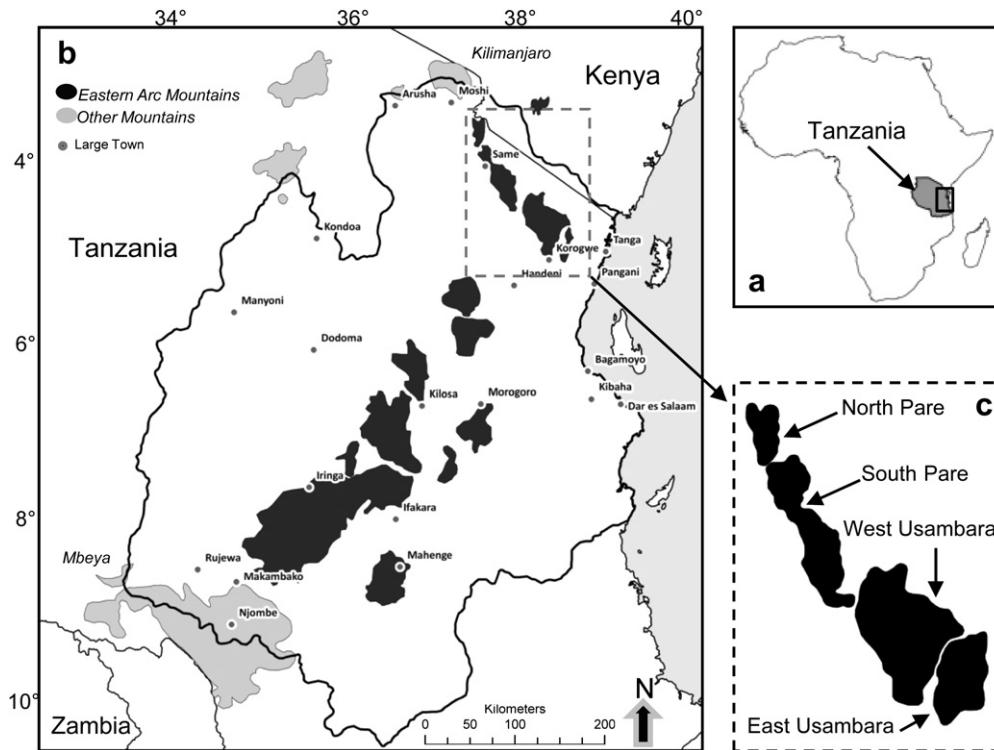 34°
36°
38°
40°
b
Kilimanjaro
Kenya
Eastern Arc Mountains
Other Mountains
Large Town
Arusha
Moshi
4°
Same
Tanzania
Kondoa
Tanga
Korogwe
Handeni
Pangani
Manyoni
6°
Dodoma
Bagamoyo
Kibaha
Kilosa
Morogoro
Dar es Salaam
Iringa
8°
Ifakara
Mbeya
Rujewa
Mahenge
Makambako
Njombe
10°
Zambia
Kilometers
0 50 100 200
N
Tanzania
a
c
North Pare
South Pare
West Usambara
East Usambara